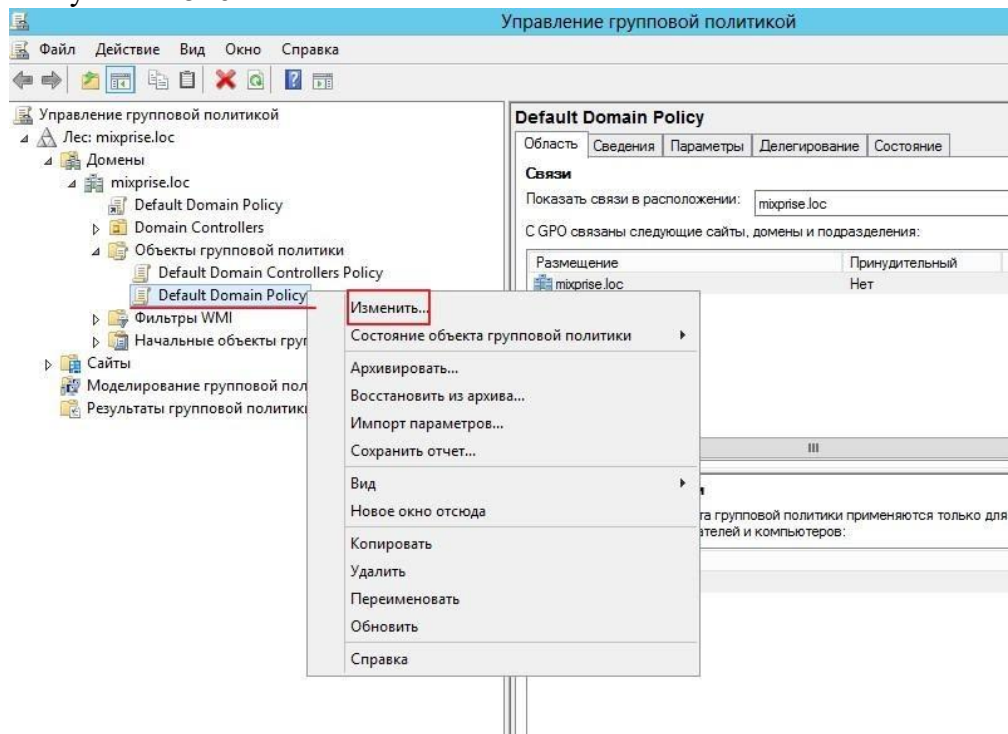 Управление групповой политикой
Файл Действие Вид Окно Справка
Управление групповой политикой
Лес: mixprise.loc
Домены
mixprise.loc
Default Domain Policy
Domain Controllers
Объекты групповой политики
Default Domain Controllers Policy
Default Domain Policy
Фильтры WMI
Начальные объекты гру
Сайты
Моделирование групповой пол
Результаты групповой политик
Изменить...
Состояние объекта групповой политики
Архивировать...
Восстановить из архива...
Импорт параметров...
Сохранить отчет...
Вид
Новое окно отсюда
Копировать
Удалить
Переименовать
Обновить
Справка
Default Domain Policy
Область Сведения Параметры Делегирование Состояние
Связи
Показать связи в расположении: mixprise.loc
С GPO связаны следующие сайты, домены и подразделения:
Размещение Принудительный
mixprise.loc Нет
та групповой политики применяются только для
ателей и компьютеров: